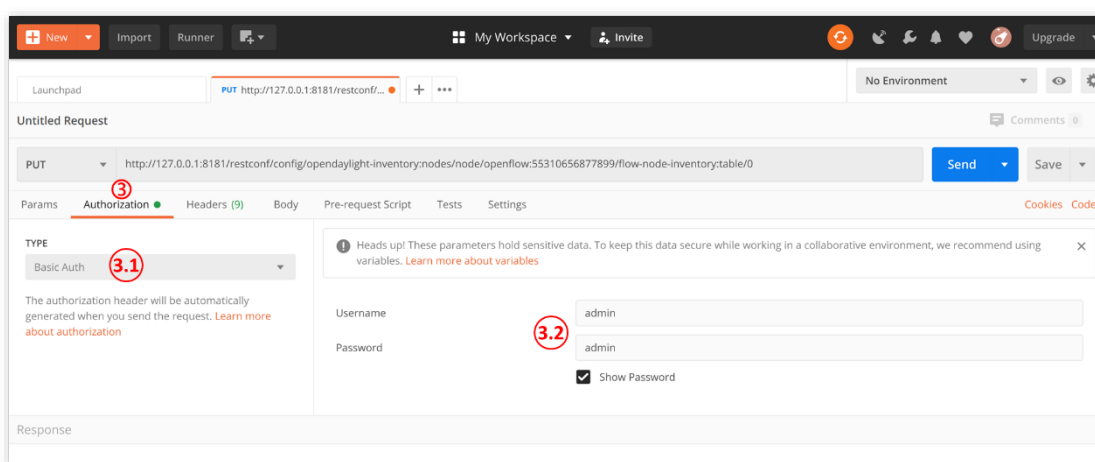 New Import Runner My Workspace Invite Upgrade
Launchpad PUT http://127.0.0.1:8181/restconf/... No Environment
Untitled Request Comments 0
PUT http://127.0.0.1:8181/restconf/config/opendaylight-inventory:nodes/node/openflow:55310656877899/flow-node-inventory:table/0 Send Save
3
Params Authorization Headers (9) Body Pre-request Script Tests Settings Cookies Code
TYPE
Basic Auth 3.1
The authorization header will be automatically
generated when you send the request. Learn more
about authorization
Heads up! These parameters hold sensitive data. To keep this data secure while working in a collaborative environment, we recommend using
variables. Learn more about variables
Username admin
3.2
Password admin
Show Password
Response